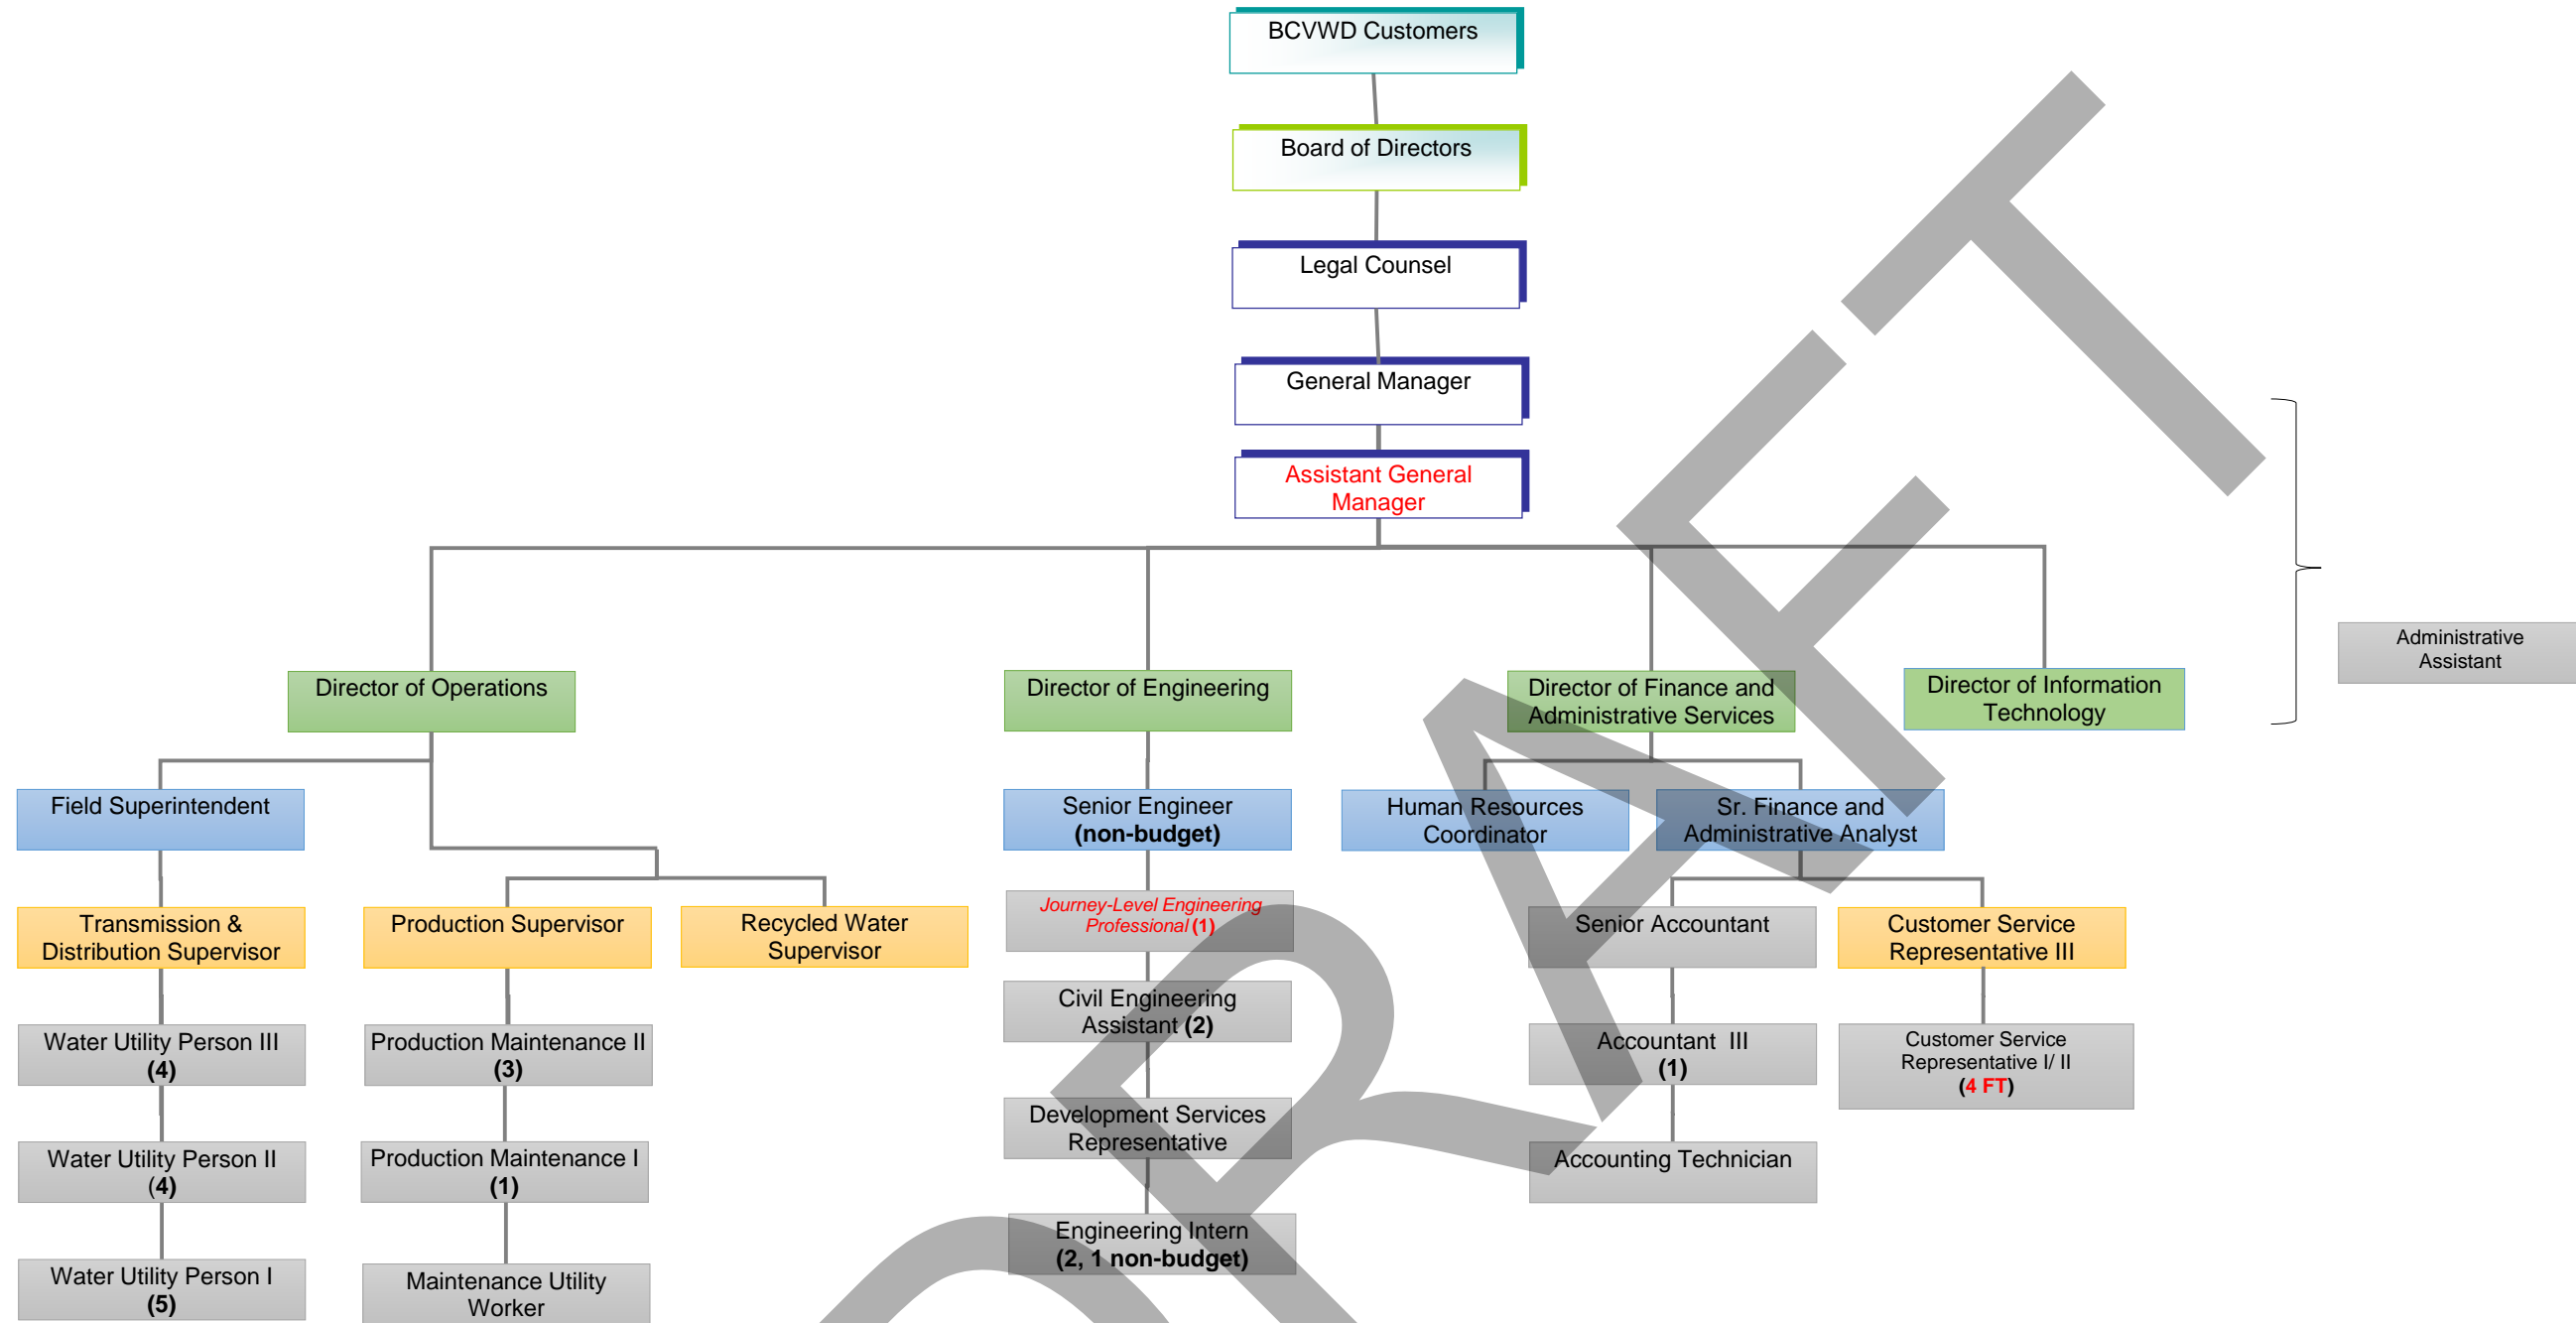 BCVWD Customers
Board of Directors
Legal Counsel
General Manager
Assistant General
Manager
Administrative
Assistant
Director of Operations
Director of Engineering
Director of Finance and
Administrative Services
Director of Information
Technology
Field Superintendent
Senior Engineer
(non-budget)
Human Resources
Coordinator
Sr. Finance and
Administrative Analyst
Transmission &
Distribution Supervisor
Production Supervisor
Recycled Water
Supervisor
Journey-Level Engineering
Professional (1)
Senior Accountant
Customer Service
Representative III
Civil Engineering
Assistant (2)
Water Utility Person III
(4)
Production Maintenance II
(3)
Accountant  III
(1)
Customer Service
Representative I/ II
(4 FT)
Development Services
Representative
Water Utility Person II
(4)
Production Maintenance I
(1)
Accounting Technician
Engineering Intern
(2, 1 non-budget)
Water Utility Person I
(5)
Maintenance Utility
Worker
DRAFT